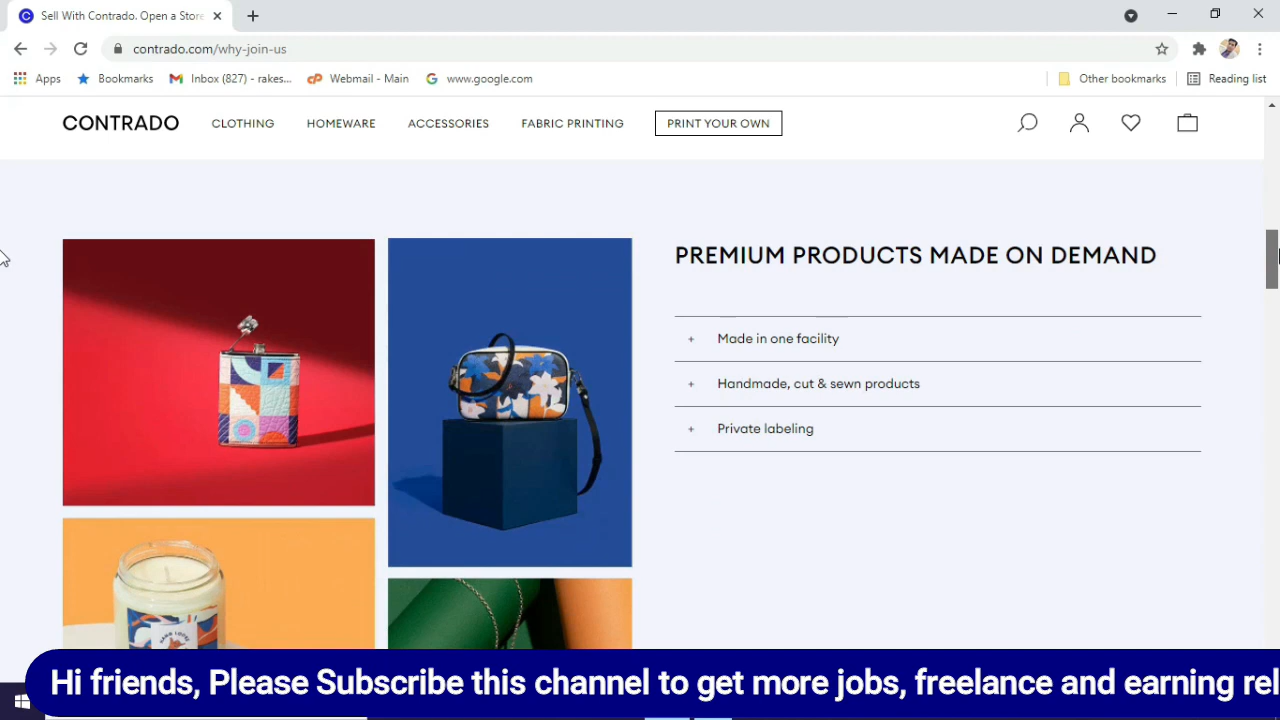 Sell With Contrado. Open a Store
contrado.com/why-join-us
Apps Bookmarks Inbox (827) - rakes... Webmail - Main www.google.com Other bookmarks Reading list
CONTRADO CLOTHING HOMEWARE ACCESSORIES FABRIC PRINTING PRINT YOUR OWN
PREMIUM PRODUCTS MADE ON DEMAND
+ Made in one facility
+ Handmade, cut & sewn products
+ Private labeling
Hi friends, Please Subscribe this channel to get more jobs, freelance and earning rel